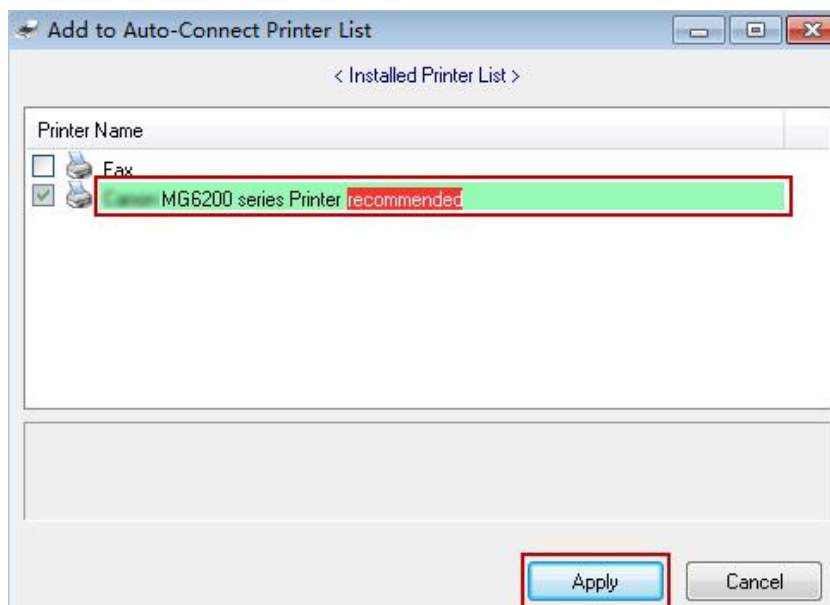 Add to Auto-Connect Printer List
< Installed Printer List >
Printer Name
Fax
MG6200 series Printer recommended
Apply
Cancel